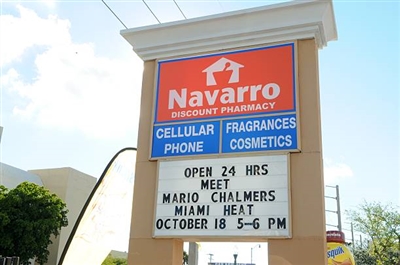 Navarro
DISCOUNT PHARMACY
CELLULAR
PHONE
FRAGRANCES
COSMETICS
OPEN 24 HRS
MEET
MARIO CHALMERS
MIAMI HEAT
OCTOBER 18 5-6 PM